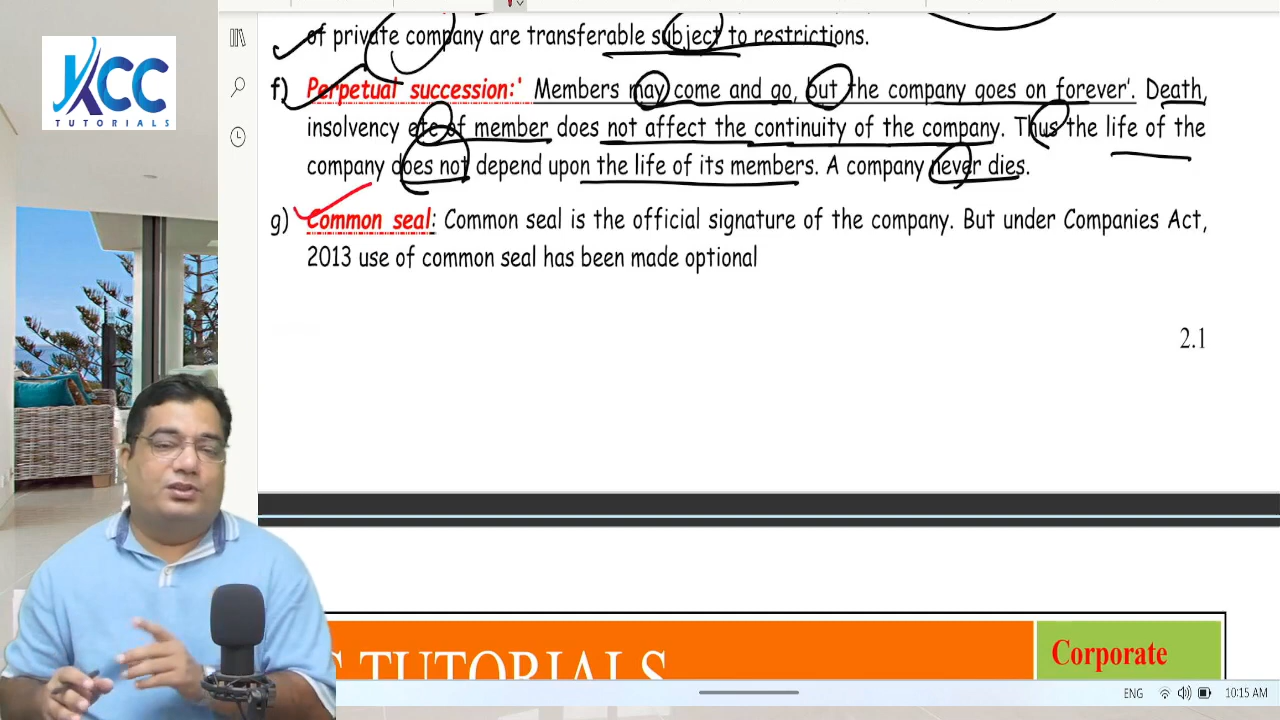 of private company are transferable subject to restrictions.
KCC
TUTORIALS
f) Perpetual succession:' Members may come and go, but the company goes on forever'. Death,
insolvency etc of member does not affect the continuity of the company. Thus the life of the
company does not depend upon the life of its members. A company never dies.
g) Common seal: Common seal is the official signature of the company. But under Companies Act,
2013 use of common seal has been made optional
2.1
TUTORIALS
Corporate
ENG
10:15 AM